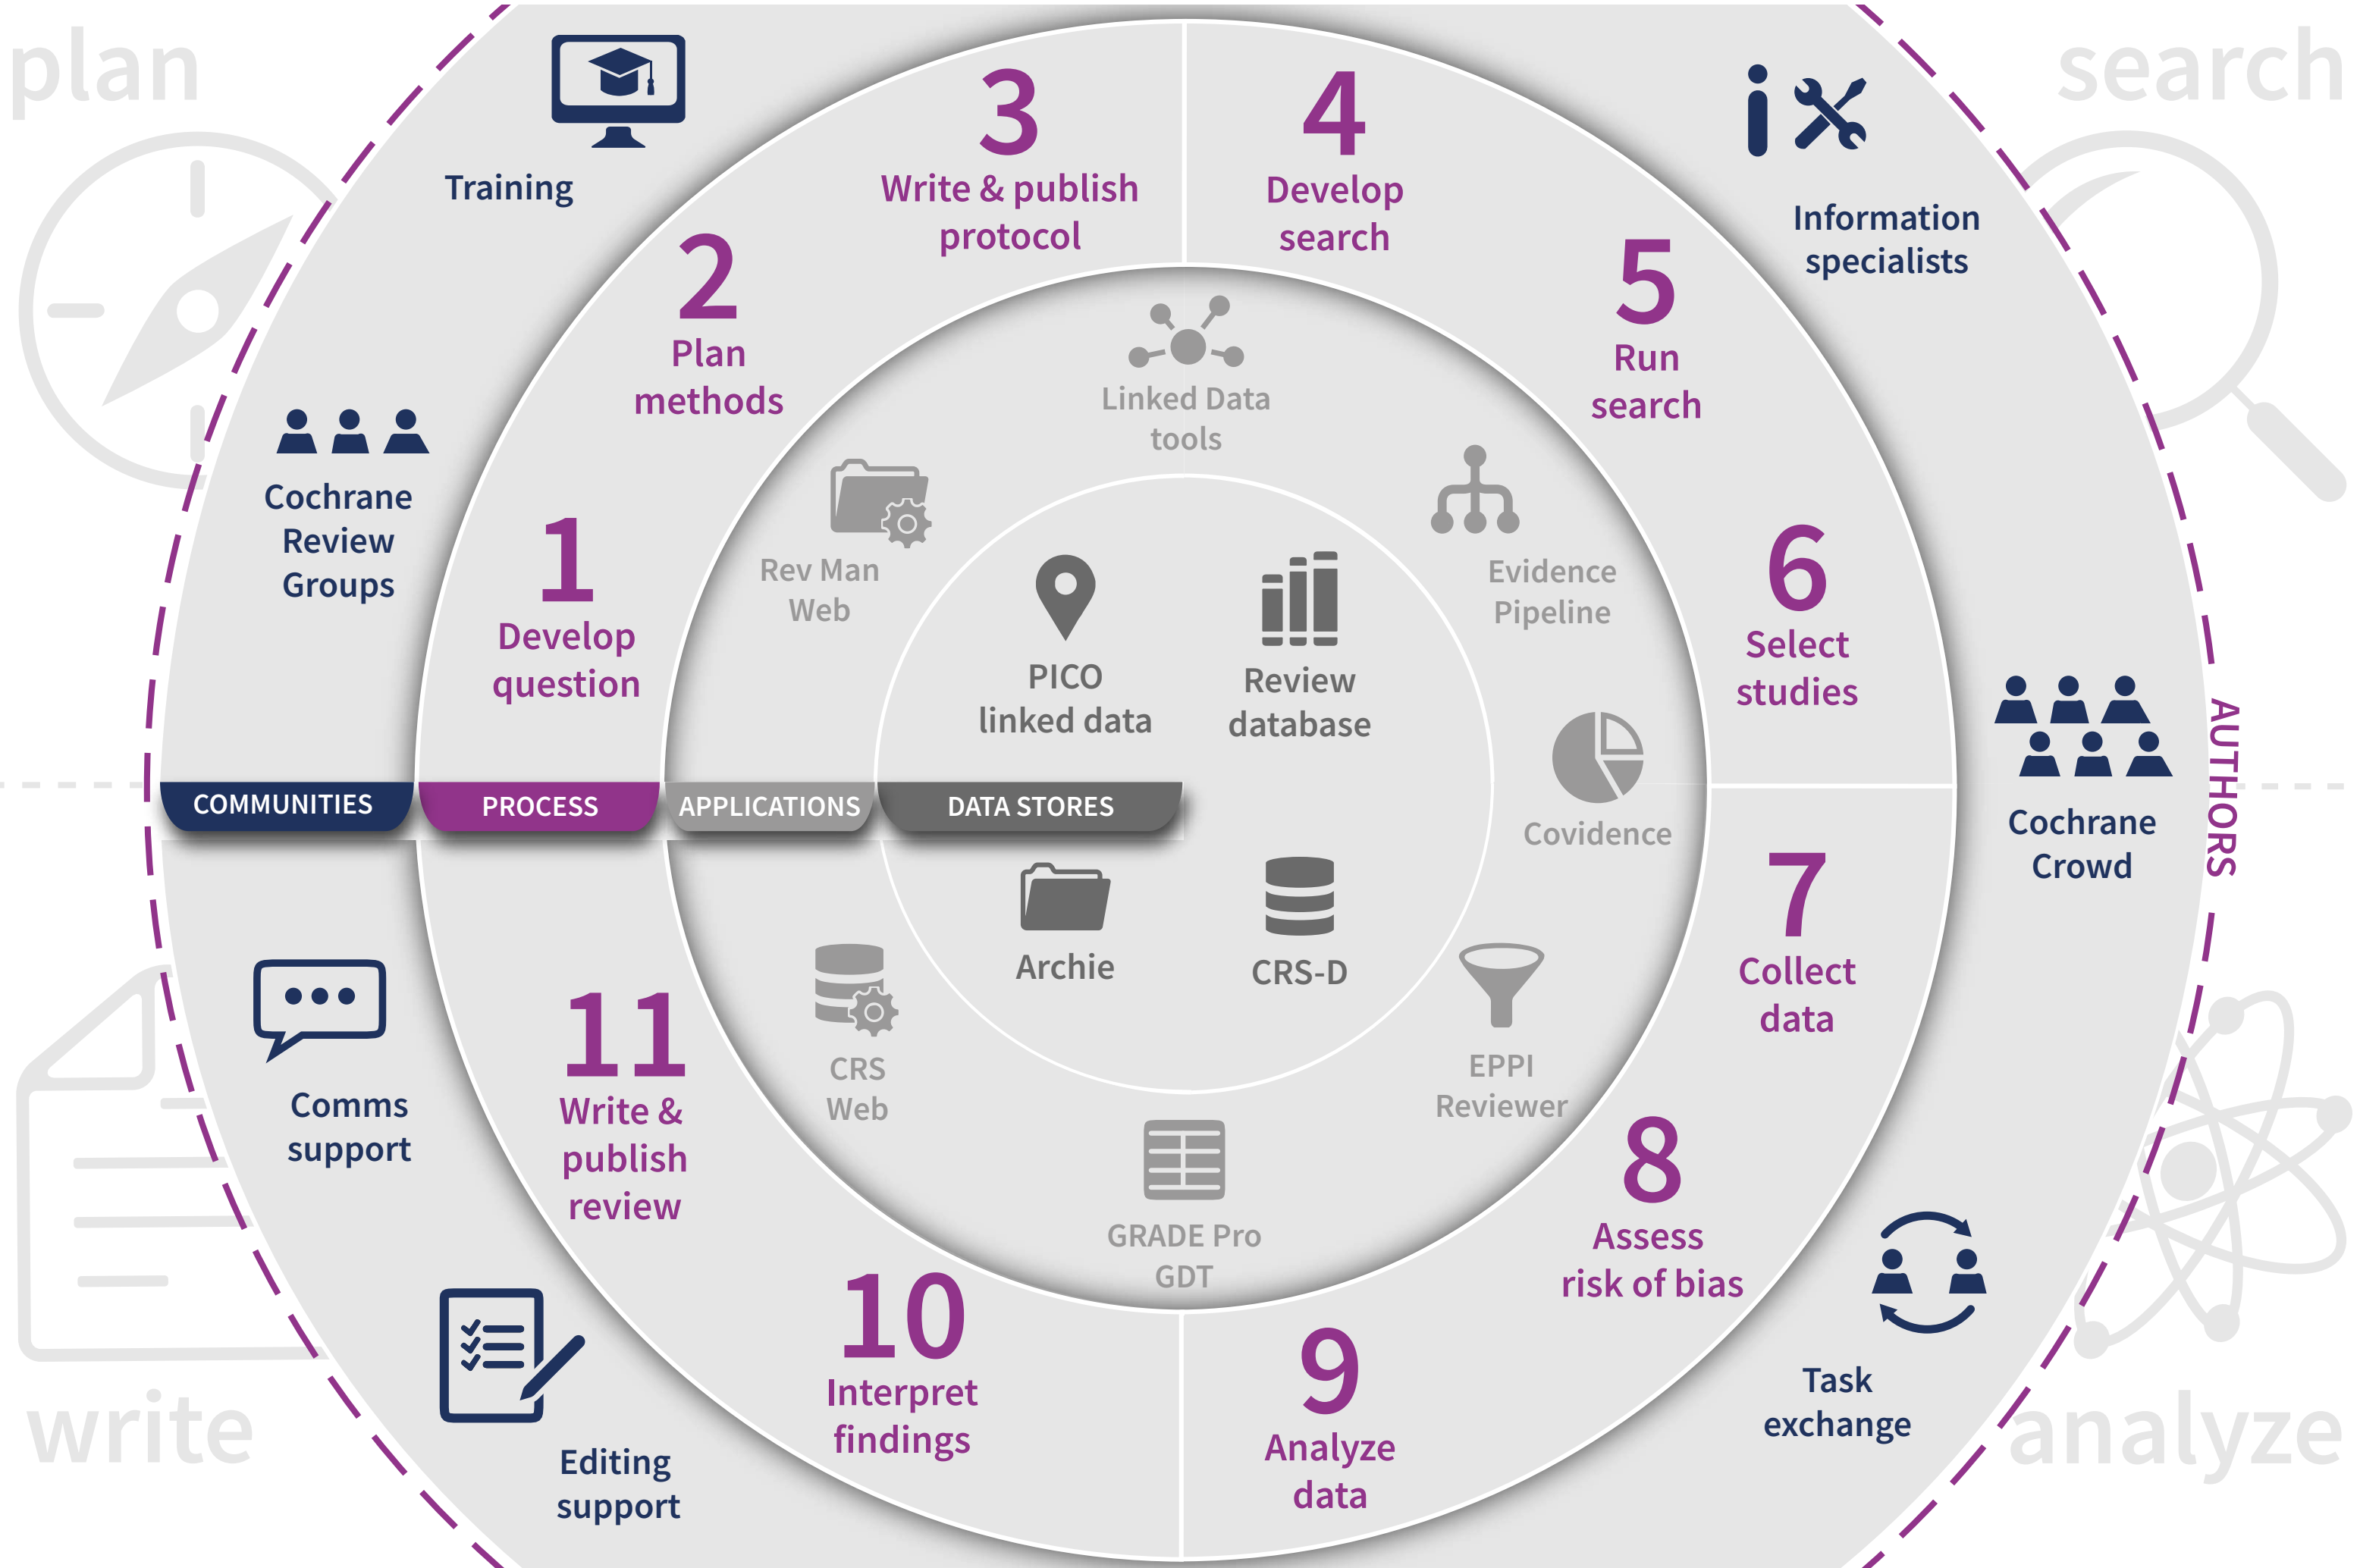 plan
search
Training
Information
specialists
Cochrane
Review
Groups
3
Write & publish
protocol
4
Develop
search
2
Plan
methods
5
Run
search
1
Develop
question
6
Select
studies
Linked Data
tools
Rev Man
Web
Evidence
Pipeline
PICO
linked data
Review
database
Covidence
Cochrane
Crowd
AUTHORS
COMMUNITIES
PROCESS
APPLICATIONS
DATA STORES
Archie
CRS-D
7
Collect
data
CRS
Web
EPPI
Reviewer
GRADE Pro
GDT
Comms
support
11
Write &
publish
review
8
Assess
risk of bias
10
Interpret
findings
9
Analyze
data
Task
exchange
Editing
support
write
analyze